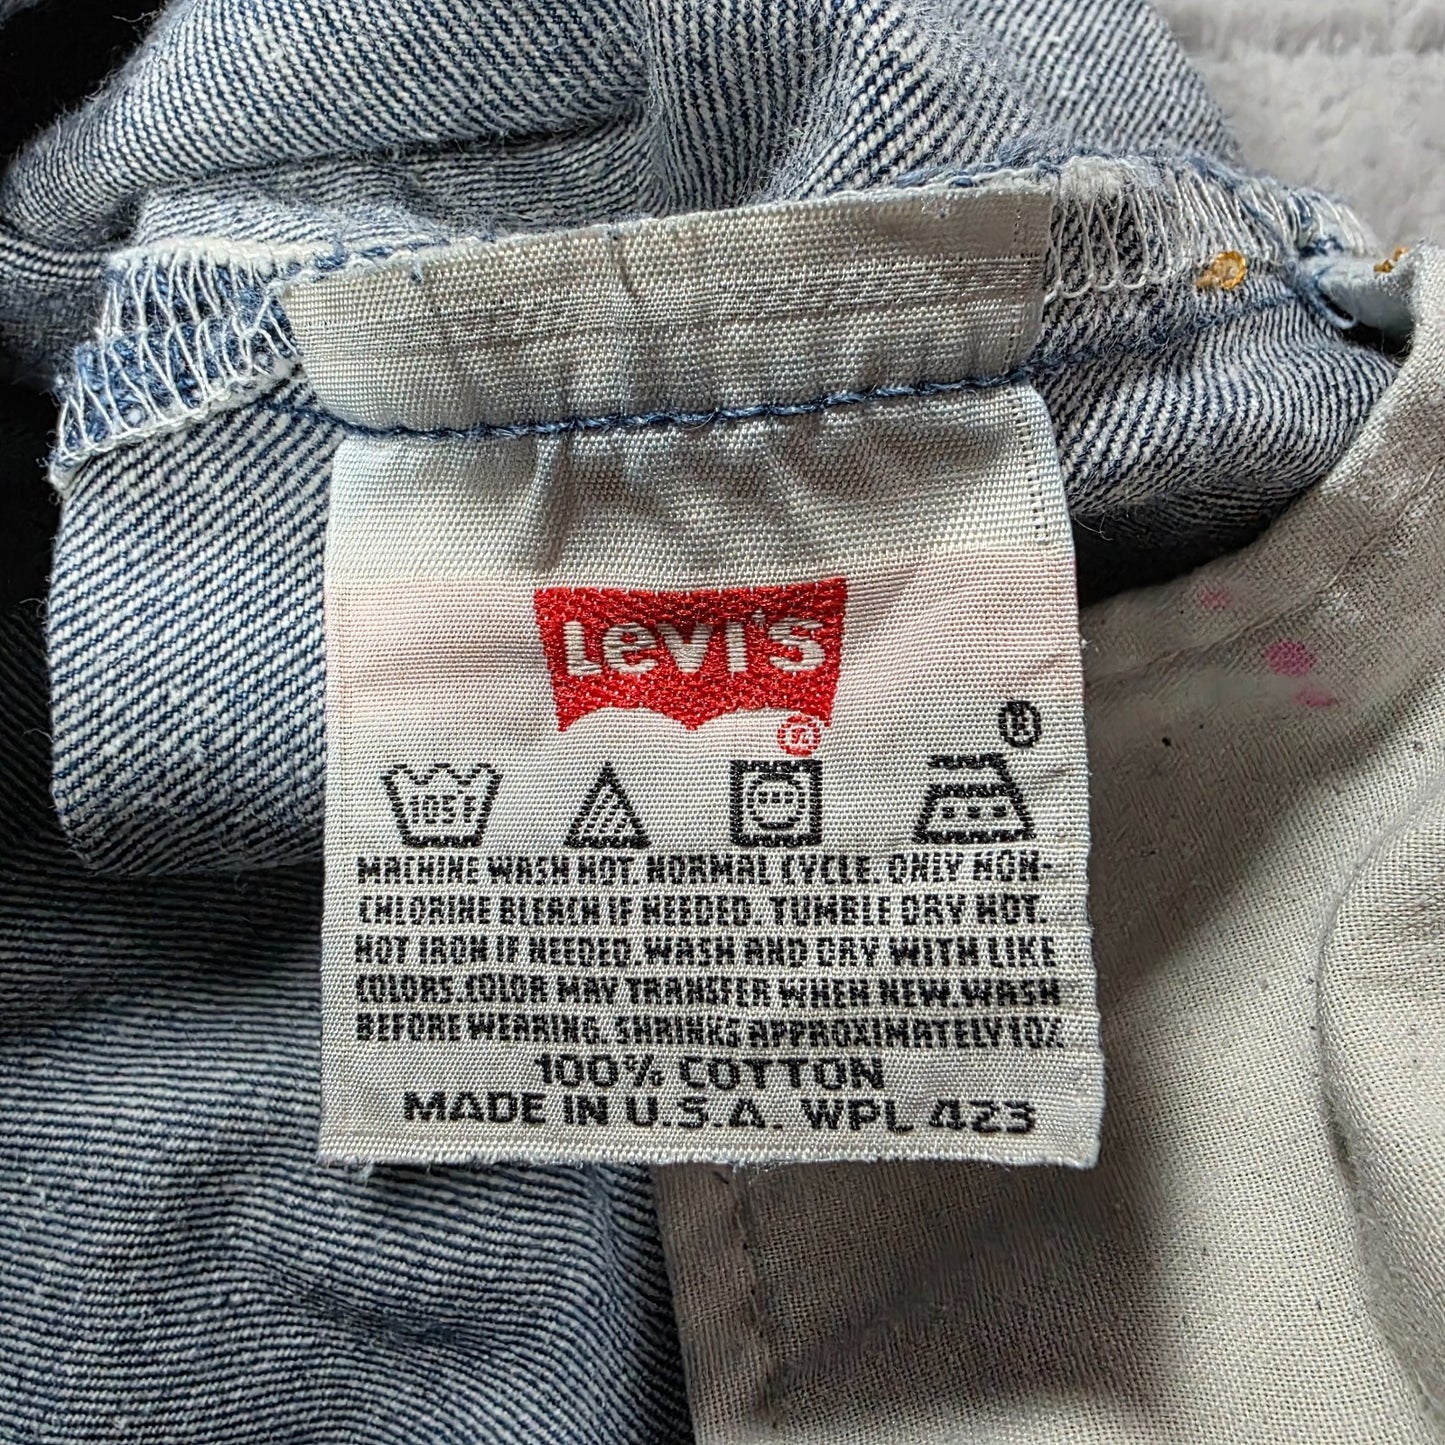 Levi's
®
®
105F
MACHINE WASH HOT. NORMAL CYCLE. ONLY NON-
CHLORINE BLEACH IF NEEDED. TUMBLE DRY HOT.
HOT IRON IF NEEDED. WASH AND DRY WITH LIKE
COLORS. COLOR MAY TRANSFER WHEN NEW. WASH
BEFORE WEARING. SHRINKS APPROXIMATELY 10%
100% COTTON
MADE IN U.S.A. WPL 423